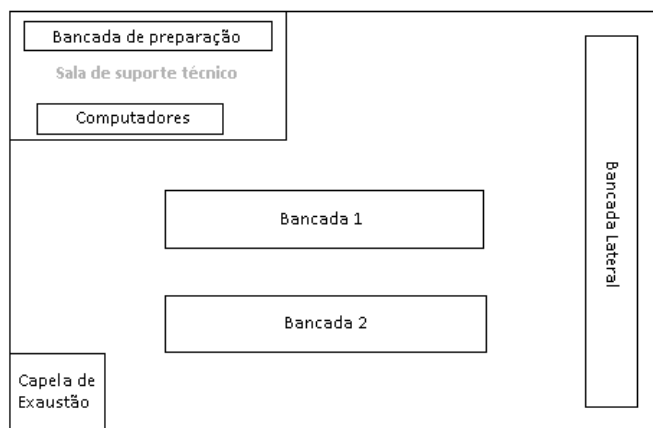 Bancada de preparação
Sala de suporte técnico
Computadores
Bancada 1
Bancada Lateral
Bancada 2
Capela de
Exaustão